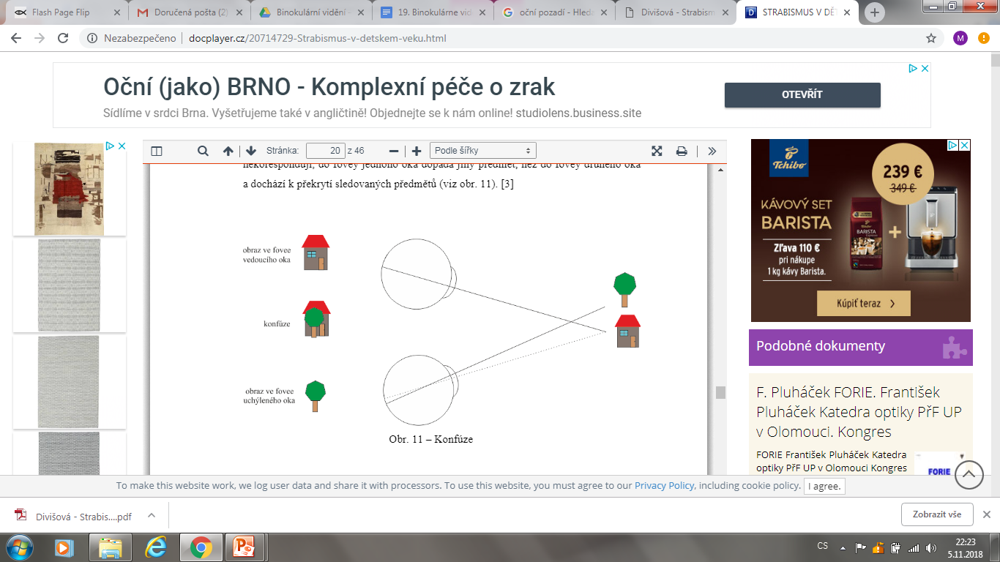 Flash Page Flip
Doručená pošta (2)
Binokulární vidění –
19. Binokulárne vid
oční pozadí - Hleda
Divišová - Strabism
STRABISMUS V DĚT
Nezabezpečeno | docplayer.cz/20714729-Strabismus-v-detskem-veku.html
M
Oční (jako) BRNO - Komplexní péče o zrak
Sídlíme v srdci Brna. Vyšetřujeme také v angličtině! Objednejte se k nám online! studiolens.business.site
OTEVŘÍT
Stránka: 20 z 46
Podle šířky
nekorespondují, do fovey jednoho oka dopadá jiný předmět, než do fovey druhého oka
a dochází k překrytí sledovaných předmětů (viz obr. 11). [3]
obraz ve fovee
vedoucího oka
konfúze
obraz ve fovee
uchýleného oka
Obr. 11 – Konfúze
Tchibo
239 €
349 €
KÁVOVÝ SET
BARISTA
Zľava 110 €
pri nákupe
1 kg kávy Barista.
BARISTA
Kúpiť teraz
Podobné dokumenty
F. Pluháček FORIE. František
Pluháček Katedra optiky PřF UP
v Olomouci. Kongres
FORIE František Pluháček Katedra
optiky PřF UP v Olomouci Kongres
FORIE
To make this website work, we log user data and share it with processors. To use this website, you must agree to our Privacy Policy, including cookie policy. I agree.
Divišová - Strabis....pdf
Zobrazit vše
CS
22:23
5.11.2018